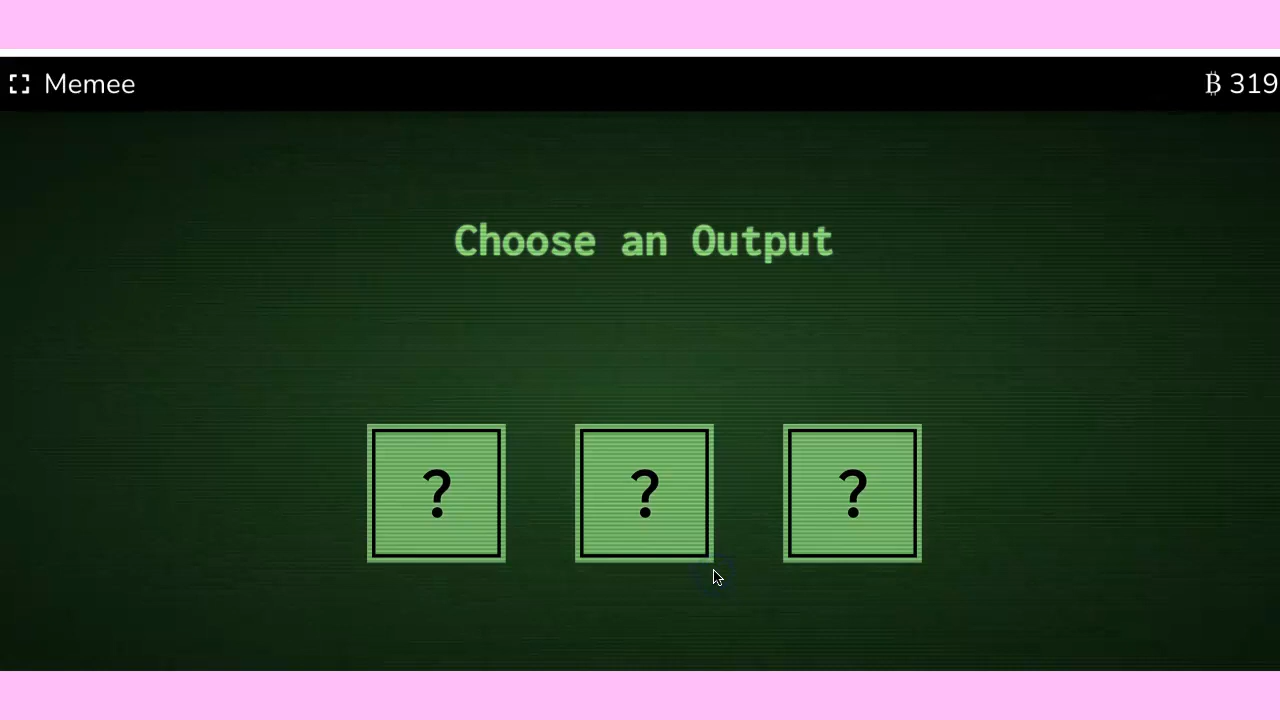 Memee
₿ 319
Choose an Output
? ? ?